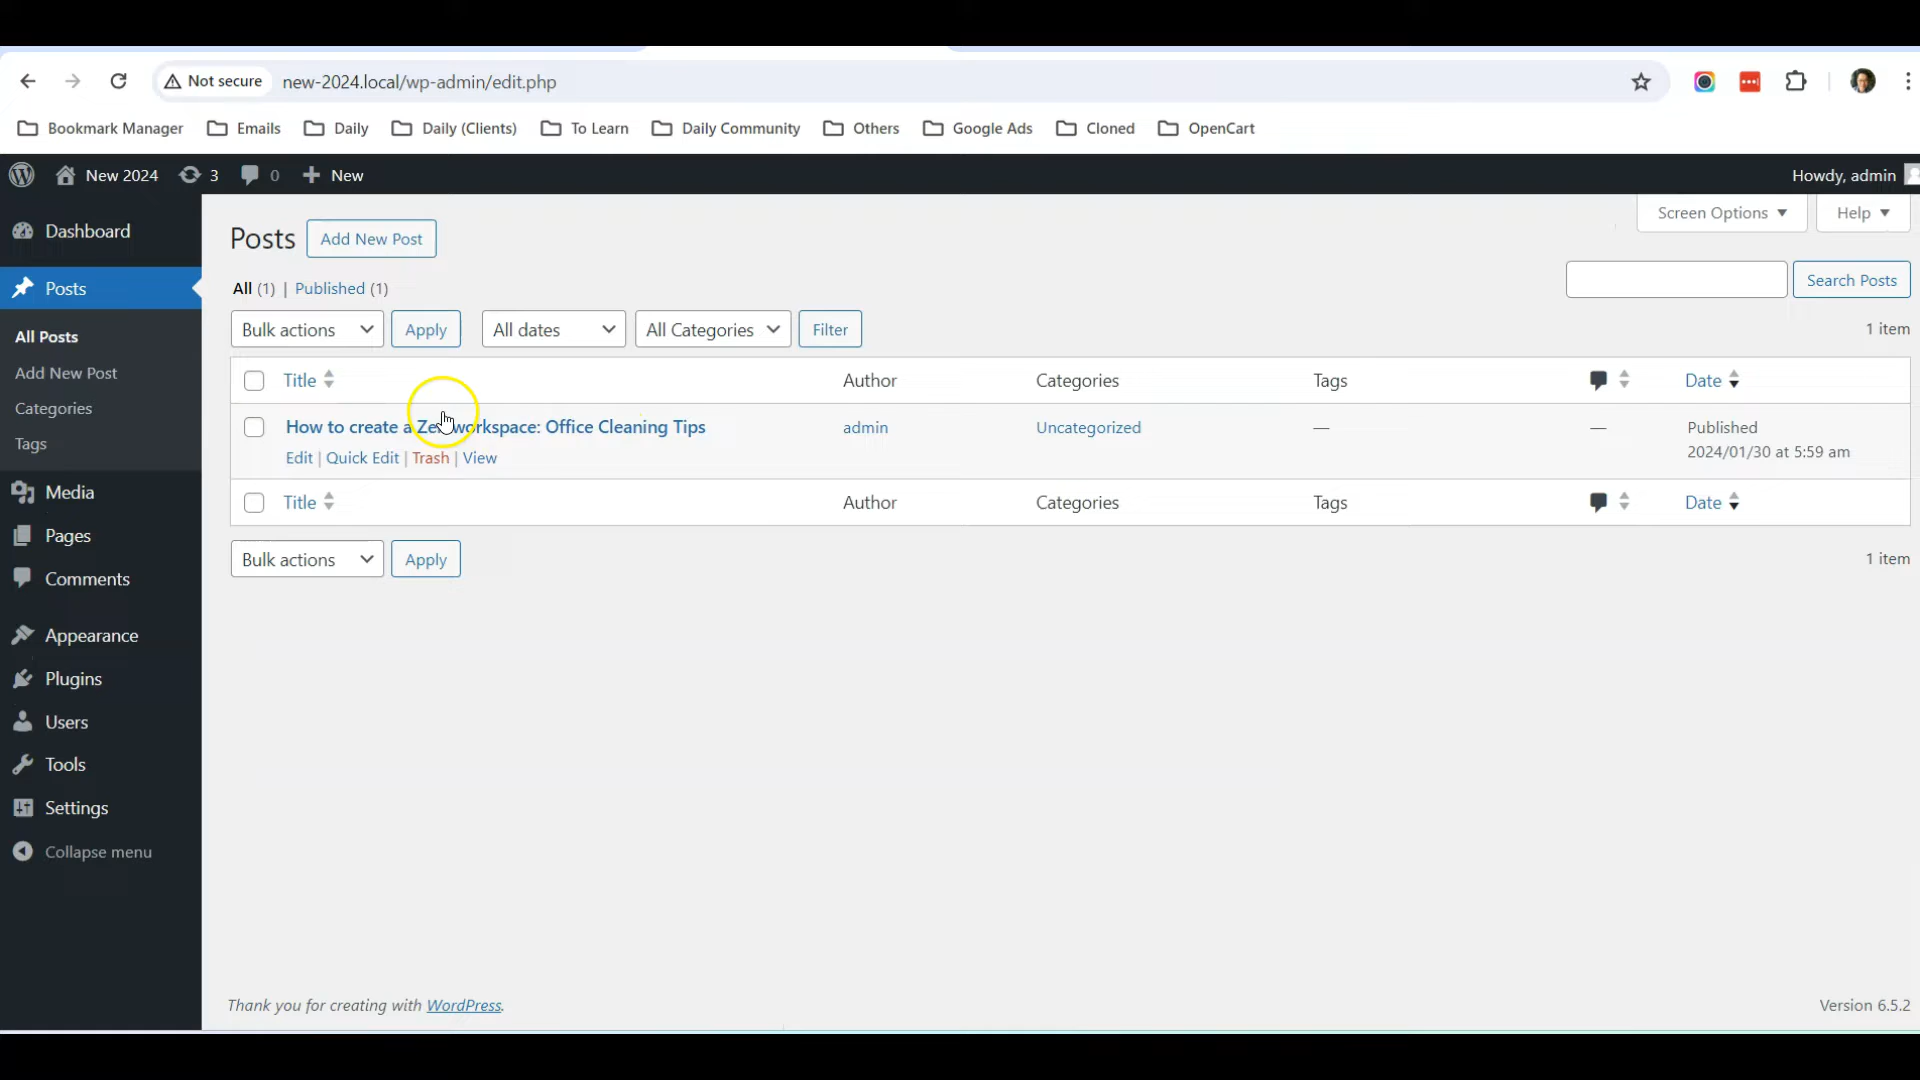 Not secure new-2024.local/wp-admin/edit.php
Bookmark Manager Emails Daily Daily (Clients) To Learn Daily Community Others Google Ads Cloned OpenCart
New 2024 3 0 New Howdy, admin
Screen Options Help
Dashboard
Posts
All Posts
Add New Post
Categories
Tags
Media
Pages
Comments
Appearance
Plugins
Users
Tools
Settings
Collapse menu
Posts Add New Post
All (1) | Published (1)
Search Posts
Bulk actions Apply All dates All Categories Filter 1 item
Title Author Categories Tags Date
How to create a Zen workspace: Office Cleaning Tips admin Uncategorized — — Published
2024/01/30 at 5:59 am
Edit | Quick Edit | Trash | View
Title Author Categories Tags Date
Bulk actions Apply 1 item
Thank you for creating with WordPress. Version 6.5.2